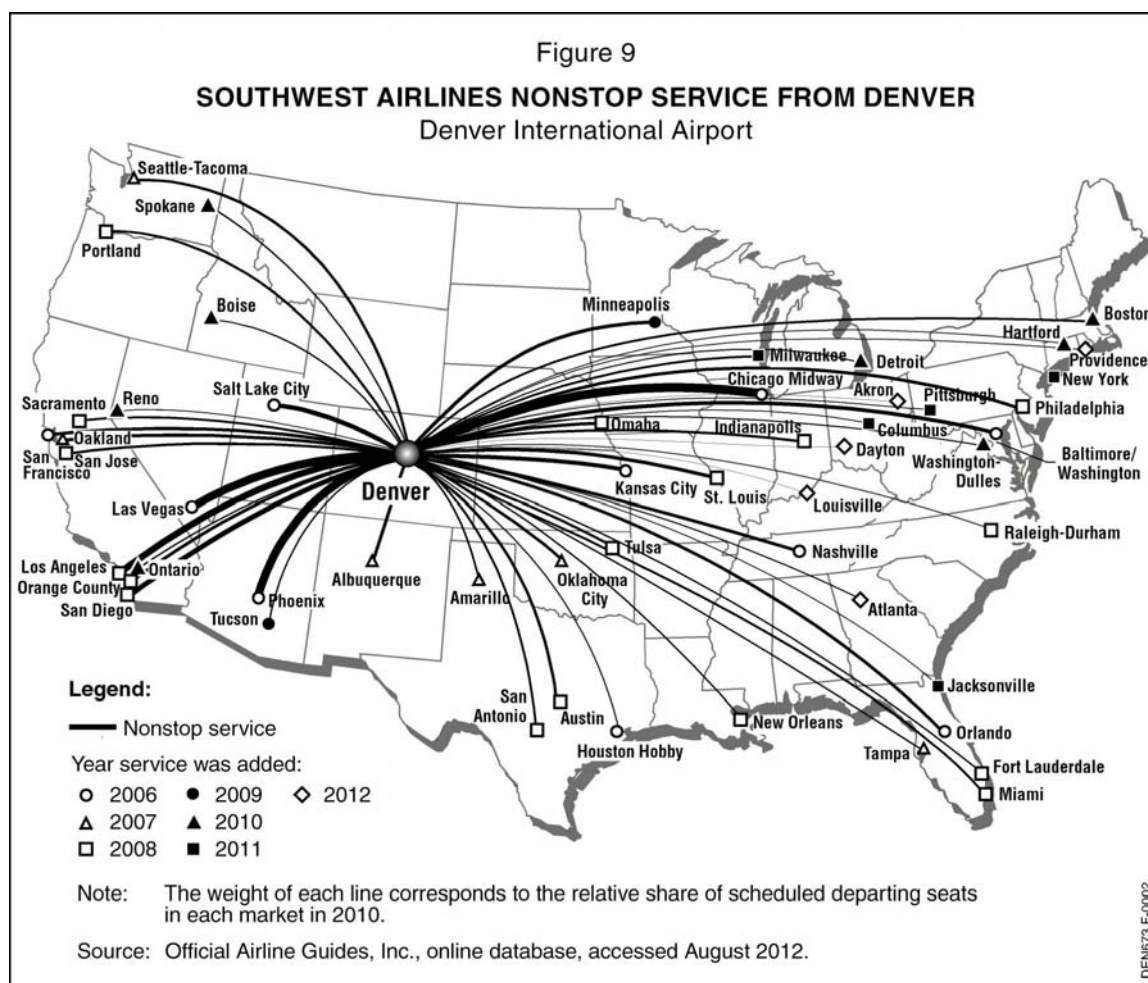 Figure 9
SOUTHWEST AIRLINES NONSTOP SERVICE FROM DENVER
Denver International Airport
Seattle-Tacoma
Spokane
Portland
Boise
Minneapolis
Boston
Hartford
Milwaukee
Detroit
Providence
Salt Lake City
Chicago Midway
New York
Reno
Akron
Pittsburgh
Sacramento
Philadelphia
Oakland
Omaha
Indianapolis
Columbus
San
Francisco
San Jose
Dayton
Baltimore/
Washington
Washington-
Dulles
Denver
Kansas City
St. Louis
Las Vegas
Louisville
Raleigh-Durham
Tulsa
Nashville
Los Angeles
Ontario
Orange County
Albuquerque
Amarillo
Oklahoma
City
San Diego
Phoenix
Tucson
Atlanta
Jacksonville
San
Antonio
Austin
New Orleans
Houston Hobby
Orlando
Tampa
Fort Lauderdale
Miami
Legend:
Nonstop service
Year service was added:
2006
2009
2012
2007
2010
2008
2011
Note: The weight of each line corresponds to the relative share of scheduled departing seats
in each market in 2010.
Source: Official Airline Guides, Inc., online database, accessed August 2012.
DEN673 F-0002